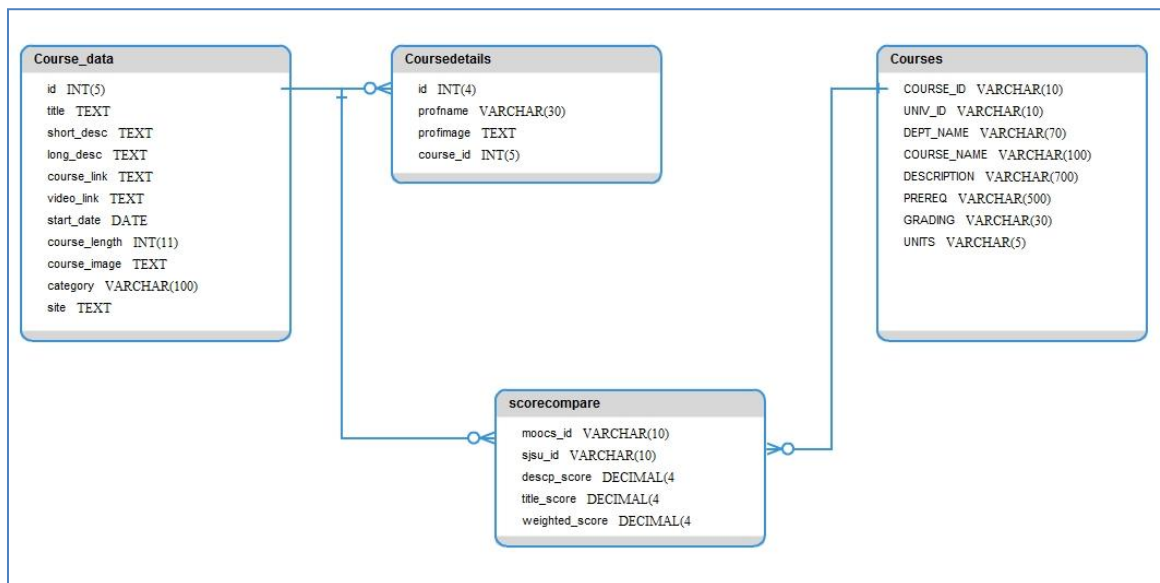 Course_data
id INT(5)
title TEXT
short_desc TEXT
long_desc TEXT
course_link TEXT
video_link TEXT
start_date DATE
course_length INT(11)
course_image TEXT
category VARCHAR(100)
site TEXT
Coursedetails
id INT(4)
profname VARCHAR(30)
profimage TEXT
course_id INT(5)
Courses
COURSE_ID VARCHAR(10)
UNIV_ID VARCHAR(10)
DEPT_NAME VARCHAR(70)
COURSE_NAME VARCHAR(100)
DESCRIPTION VARCHAR(700)
PREREQ VARCHAR(500)
GRADING VARCHAR(30)
UNITS VARCHAR(5)
scorecompare
moocs_id VARCHAR(10)
sjsu_id VARCHAR(10)
descp_score DECIMAL(4
title_score DECIMAL(4
weighted_score DECIMAL(4